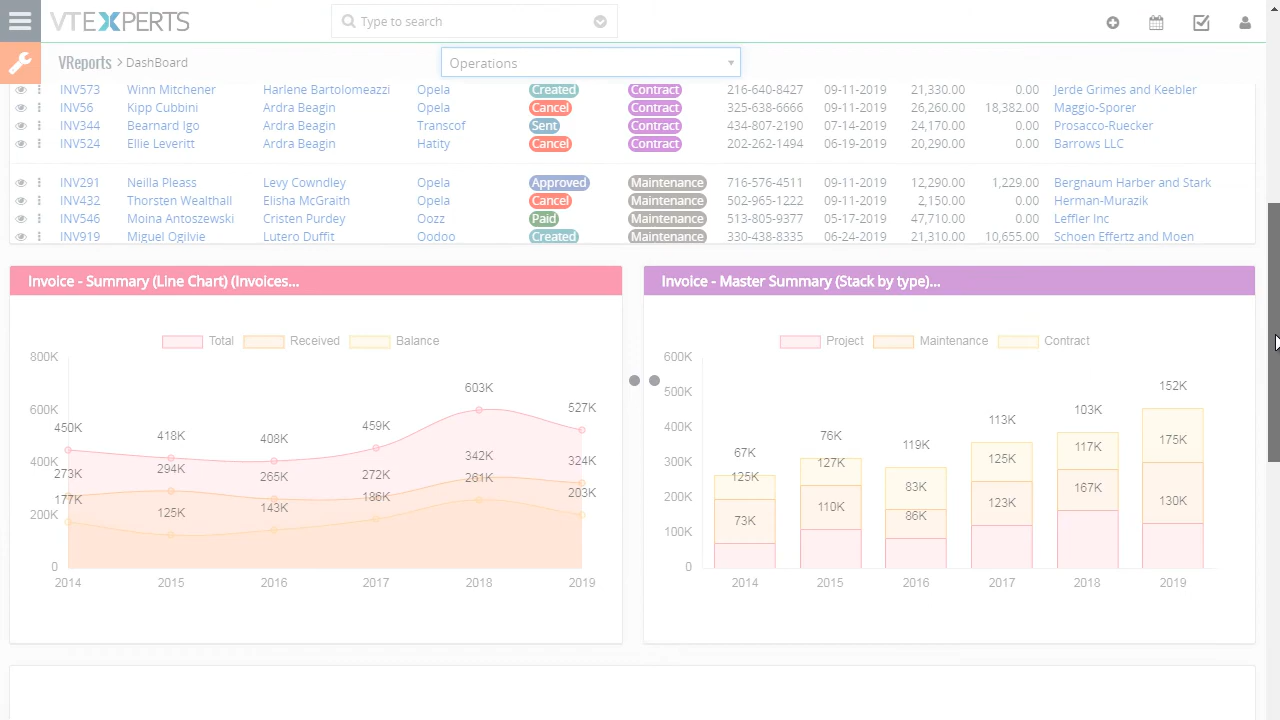 VTEXPERTS Type to search
VReports > DashBoard Operations
INV573 Winn Mitchener Harlene Bartolomeazzi Opela Created Contract 216-640-8427 09-11-2019 21,330.00 0.00 Jerde Grimes and Keebler
INV56 Kipp Cubbini Ardra Beagin Opela Cancel Contract 325-638-6666 09-11-2019 26,260.00 18,382.00 Maggio-Sporer
INV344 Bearnard Igo Ardra Beagin Transcof Sent Contract 434-807-2190 07-14-2019 24,170.00 0.00 Prosacco-Ruecker
INV524 Ellie Leveritt Ardra Beagin Hatity Cancel Contract 202-262-1494 06-19-2019 20,290.00 0.00 Barrows LLC
INV291 Neilla Pleass Levy Cowndley Opela Approved Maintenance 716-576-4511 09-11-2019 12,290.00 1,229.00 Bergnaum Harber and Stark
INV432 Thorsten Wealthall Elisha McGraith Opela Cancel Maintenance 502-965-1222 09-11-2019 2,150.00 0.00 Herman-Murazik
INV546 Moina Antoszewski Cristen Purdey Oozz Paid Maintenance 513-805-9377 05-17-2019 47,710.00 0.00 Leffler Inc
INV919 Miguel Ogilvie Lutero Duffit Oodoo Created Maintenance 330-438-8335 06-24-2019 21,310.00 10,655.00 Schoen Effertz and Moen
Invoice - Summary (Line Chart) (Invoices...
Total Received Balance
800K
600K
400K
200K
0
450K 418K 408K 459K 603K 527K
273K 294K 265K 272K 342K 324K
177K 125K 143K 186K 261K 203K
2014 2015 2016 2017 2018 2019
Invoice - Master Summary (Stack by type)...
Project Maintenance Contract
600K
500K
400K
300K
200K
100K
0
67K 76K 119K 113K 103K 152K
125K 127K 83K 125K 117K 175K
73K 110K 86K 123K 167K 130K
2014 2015 2016 2017 2018 2019